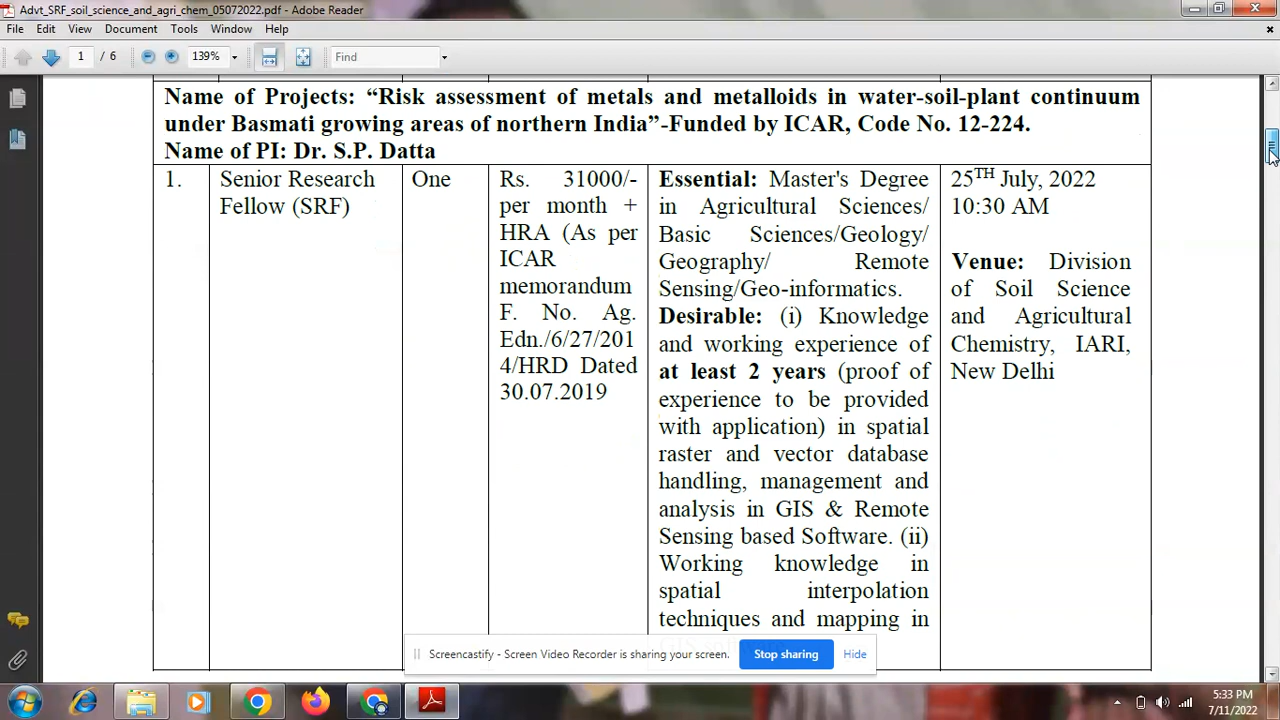 Advt_SRF_soil_science_and_agri_chem_05072022.pdf - Adobe Reader
File Edit View Document Tools Window Help
1 / 6 139% Find
Name of Projects: “Risk assessment of metals and metalloids in water-soil-plant continuum
under Basmati growing areas of northern India”-Funded by ICAR, Code No. 12-224.
Name of PI: Dr. S.P. Datta
1.
Senior Research
Fellow (SRF)
One
Rs. 31000/-
per month +
HRA (As per
ICAR
memorandum
F. No. Ag.
Edn./6/27/201
4/HRD Dated
30.07.2019
Essential: Master's Degree
in Agricultural Sciences/
Basic Sciences/Geology/
Geography/ Remote
Sensing/Geo-informatics.
Desirable: (i) Knowledge
and working experience of
at least 2 years (proof of
experience to be provided
with application) in spatial
raster and vector database
handling, management and
analysis in GIS & Remote
Sensing based Software. (ii)
Working knowledge in
spatial interpolation
techniques and mapping in
25TH July, 2022
10:30 AM
Venue: Division
of Soil Science
and Agricultural
Chemistry, IARI,
New Delhi
Screencastify - Screen Video Recorder is sharing your screen. Stop sharing Hide
5:33 PM
7/11/2022